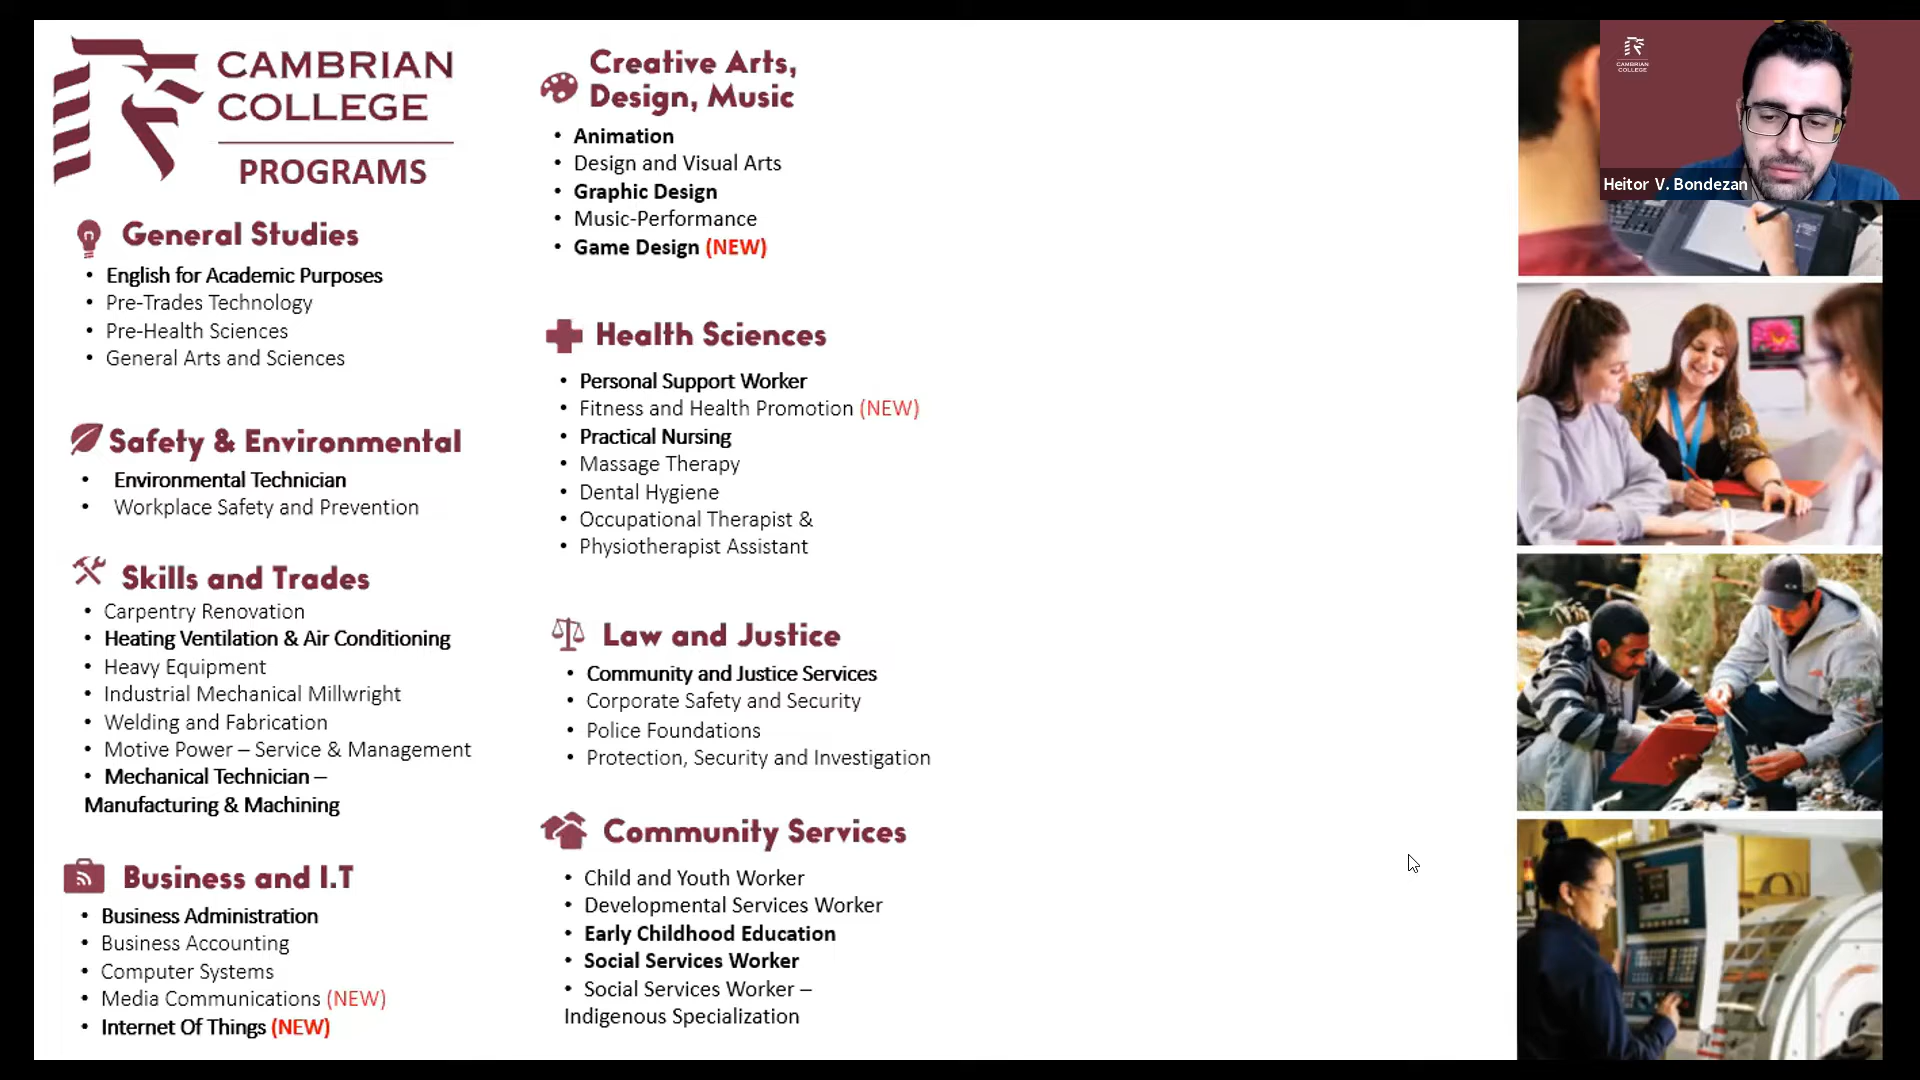 CAMBRIAN
COLLEGE
PROGRAMS
General Studies
• English for Academic Purposes
• Pre-Trades Technology
• Pre-Health Sciences
• General Arts and Sciences
Safety & Environmental
• Environmental Technician
• Workplace Safety and Prevention
Skills and Trades
• Carpentry Renovation
• Heating Ventilation & Air Conditioning
• Heavy Equipment
• Industrial Mechanical Millwright
• Welding and Fabrication
• Motive Power – Service & Management
• Mechanical Technician –
Manufacturing & Machining
Business and I.T
• Business Administration
• Business Accounting
• Computer Systems
• Media Communications (NEW)
• Internet Of Things (NEW)
Creative Arts,
Design, Music
• Animation
• Design and Visual Arts
• Graphic Design
• Music-Performance
• Game Design (NEW)
Health Sciences
• Personal Support Worker
• Fitness and Health Promotion (NEW)
• Practical Nursing
• Massage Therapy
• Dental Hygiene
• Occupational Therapist &
• Physiotherapist Assistant
Law and Justice
• Community and Justice Services
• Corporate Safety and Security
• Police Foundations
• Protection, Security and Investigation
Community Services
• Child and Youth Worker
• Developmental Services Worker
• Early Childhood Education
• Social Services Worker
• Social Services Worker –
Indigenous Specialization
CAMBRIAN
COLLEGE
Heitor V. Bondezan